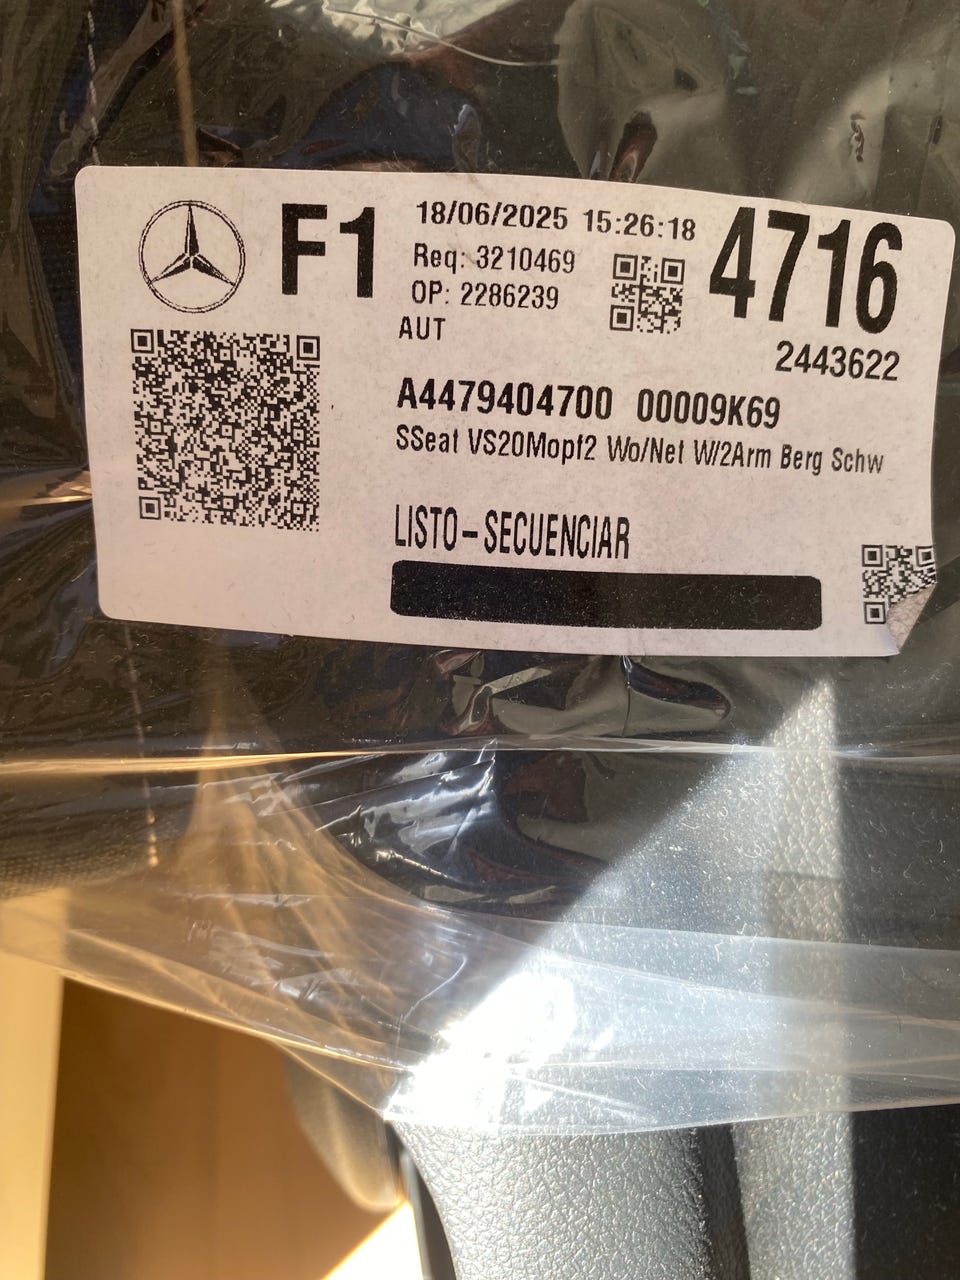 F1
18/06/2025 15:26:18
4716
Req: 3210469
OP: 2286239
AUT
2443622
A4479404700 00009K69
SSeat VS20Mopf2 Wo/Net W/2Arm Berg Schw
LISTO-SECUENCIAR